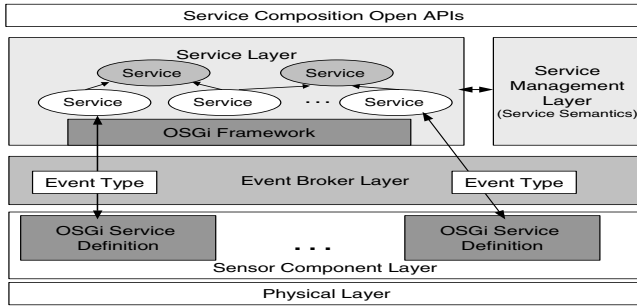 Service Composition Open APIs
Service Layer
Service
Service
Service
Service
. . .
Service
OSGi Framework
Service
Management
Layer
(Service Semantics)
Event Type
Event Broker Layer
Event Type
OSGi Service
Definition
. . .
OSGi Service
Definition
Sensor Component Layer
Physical Layer